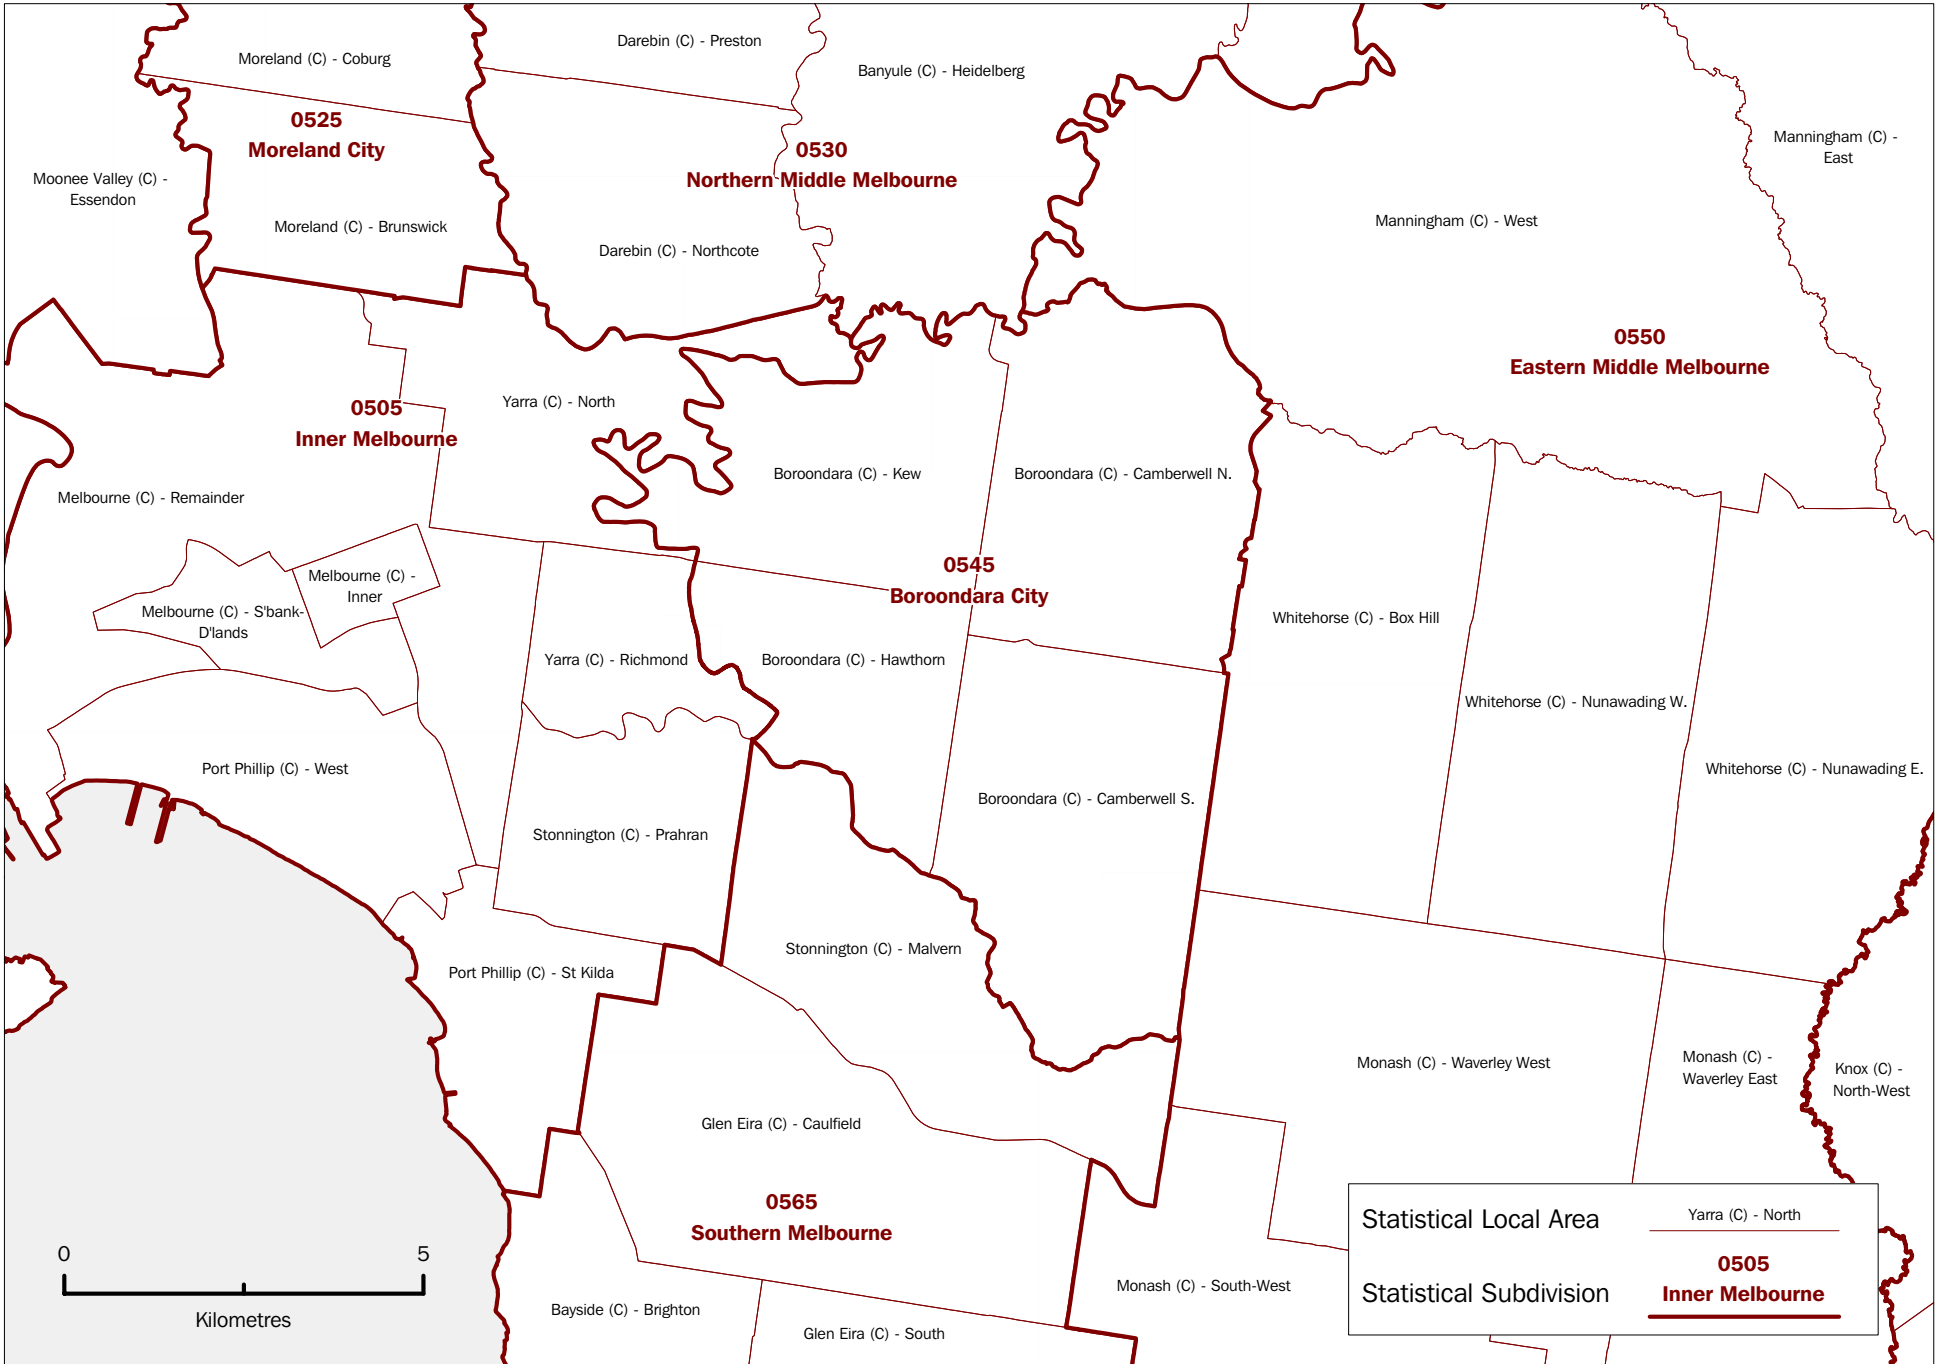 Darebin (C) - Preston
Moreland (C) - Coburg
Banyule (C) - Heidelberg
0525
Moreland City
Manningham (C) -
East
0530
Northern Middle Melbourne
Moonee Valley (C) -
Essendon
Moreland (C) - Brunswick
Manningham (C) - West
Darebin (C) - Northcote
0550
Eastern Middle Melbourne
0505
Inner Melbourne
Yarra (C) - North
Boroondara (C) - Kew
Boroondara (C) - Camberwell N.
Melbourne (C) - Remainder
0545
Boroondara City
Melbourne (C) -
Inner
Melbourne (C) - S'bank-
D'lands
Whitehorse (C) - Box Hill
Yarra (C) - Richmond
Boroondara (C) - Hawthorn
Whitehorse (C) - Nunawading W.
Port Phillip (C) - West
Whitehorse (C) - Nunawading E.
Boroondara (C) - Camberwell S.
Stonnington (C) - Prahran
Stonnington (C) - Malvern
Port Phillip (C) - St Kilda
Monash (C) - Waverley West
Monash (C) -
Waverley East
Knox (C) -
North-West
Glen Eira (C) - Caulfield
0565
Southern Melbourne
Monash (C) - South-West
Bayside (C) - Brighton
Glen Eira (C) - South
0 5
Kilometres
Statistical Local Area
Yarra (C) - North
Statistical Subdivision
0505
Inner Melbourne